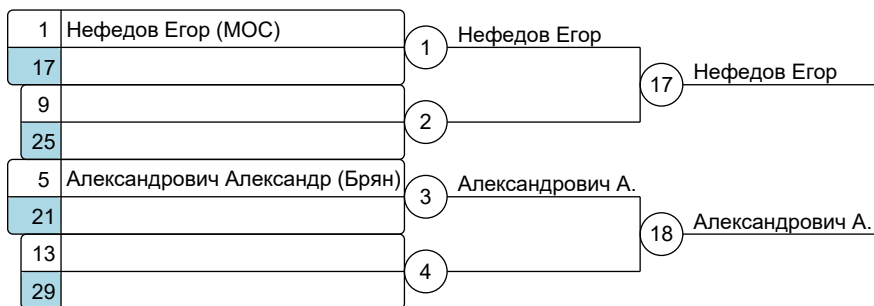 1 Нефедов Егор (МОС)
17
1 Нефедов Егор
9
25
2
17 Нефедов Егор
5 Александрович Александр (Брян)
21
3 Александрович А.
13
29
4
18 Александрович А.